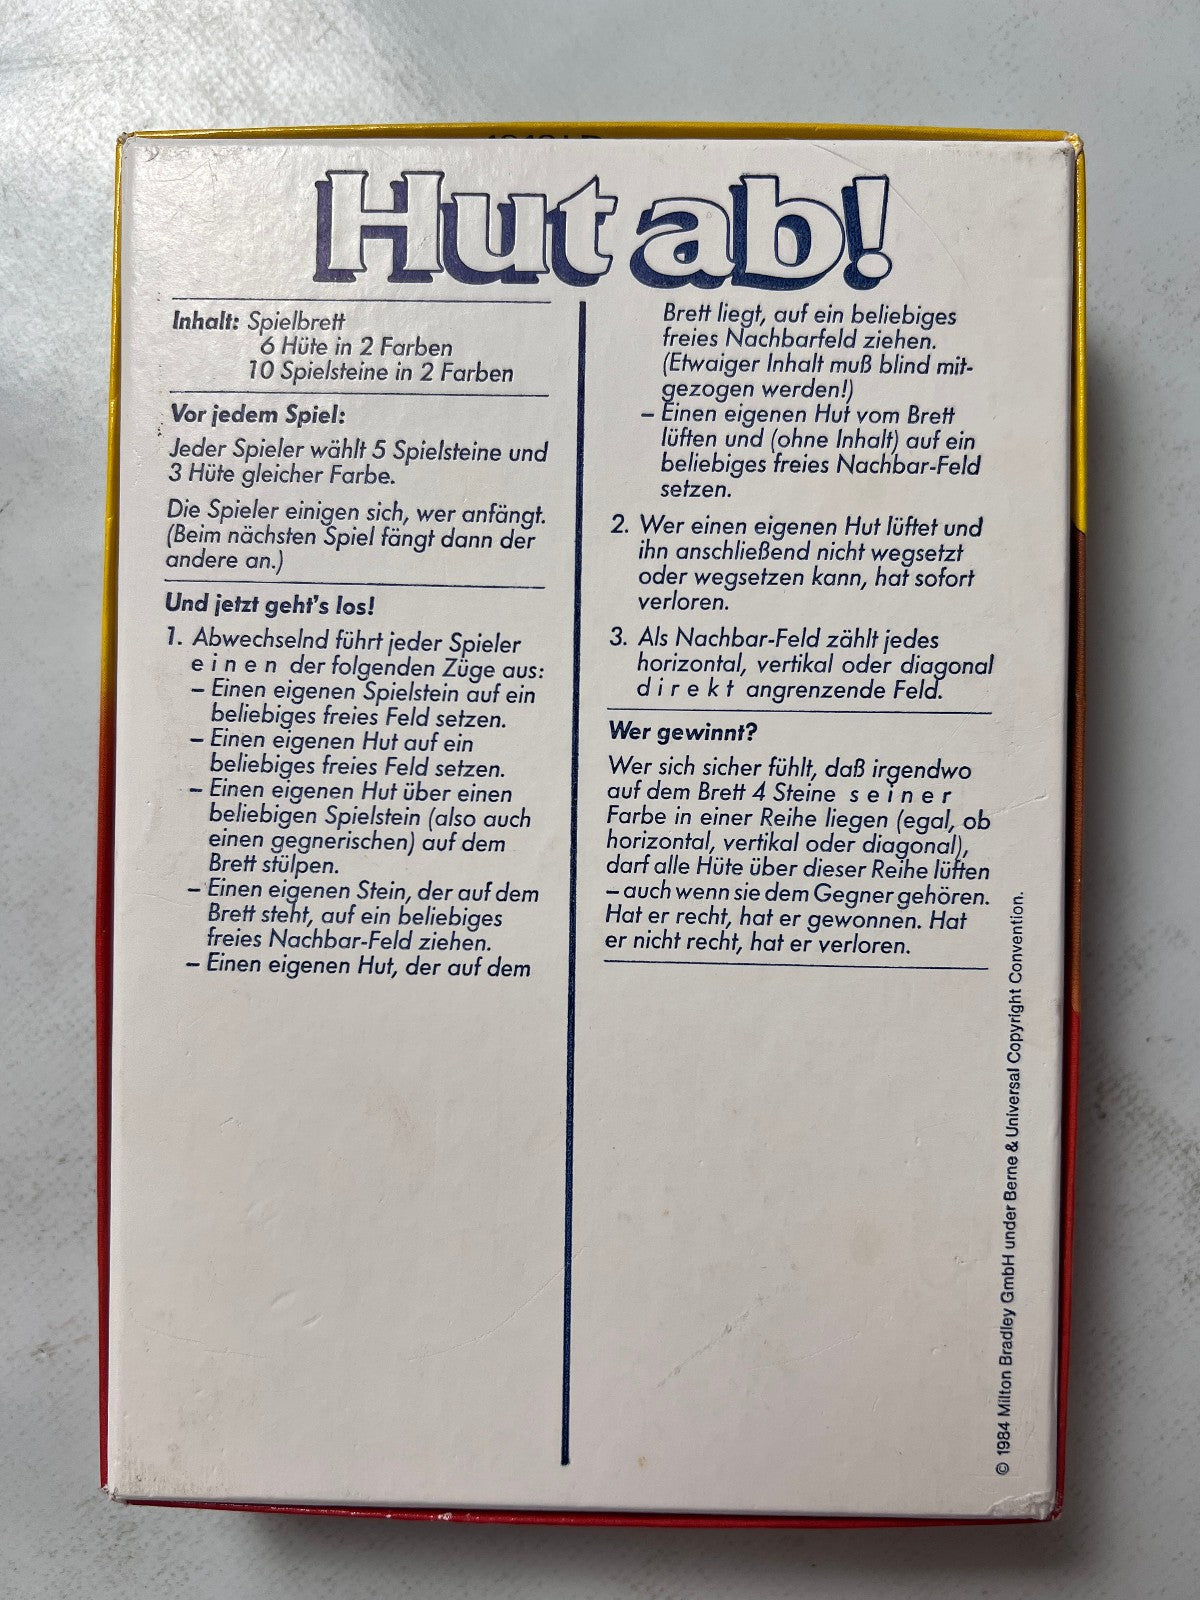 Hut ab!
Inhalt: Spielbrett
6 Hüte in 2 Farben
10 Spielsteine in 2 Farben
Vor jedem Spiel:
Jeder Spieler wählt 5 Spielsteine und
3 Hüte gleicher Farbe.
Die Spieler einigen sich, wer anfängt.
(Beim nächsten Spiel fängt dann der
andere an.)
Und jetzt geht's los!
1. Abwechselnd führt jeder Spieler
e i n e n der folgenden Züge aus:
– Einen eigenen Spielstein auf ein
beliebiges freies Feld setzen.
– Einen eigenen Hut auf ein
beliebiges freies Feld setzen.
– Einen eigenen Hut über einen
beliebigen Spielstein (also auch
einen gegnerischen) auf dem
Brett stülpen.
– Einen eigenen Stein, der auf dem
Brett steht, auf ein beliebiges
freies Nachbar-Feld ziehen.
– Einen eigenen Hut, der auf dem
Brett liegt, auf ein beliebiges
freies Nachbarfeld ziehen.
(Etwaiger Inhalt muß blind mit-
gezogen werden!)
– Einen eigenen Hut vom Brett
lüften und (ohne Inhalt) auf ein
beliebiges freies Nachbar-Feld
setzen.
2. Wer einen eigenen Hut lüftet und
ihn anschließend nicht wegsetzt
oder wegsetzen kann, hat sofort
verloren.
3. Als Nachbar-Feld zählt jedes
horizontal, vertikal oder diagonal
d i r e k t angrenzende Feld.
Wer gewinnt?
Wer sich sicher fühlt, daß irgendwo
auf dem Brett 4 Steine s e i n e r
Farbe in einer Reihe liegen (egal, ob
horizontal, vertikal oder diagonal),
darf alle Hüte über dieser Reihe lüften
– auch wenn sie dem Gegner gehören.
Hat er recht, hat er gewonnen. Hat
er nicht recht, hat er verloren.
© 1984 Milton Bradley GmbH under Berne & Universal Copyright Convention.